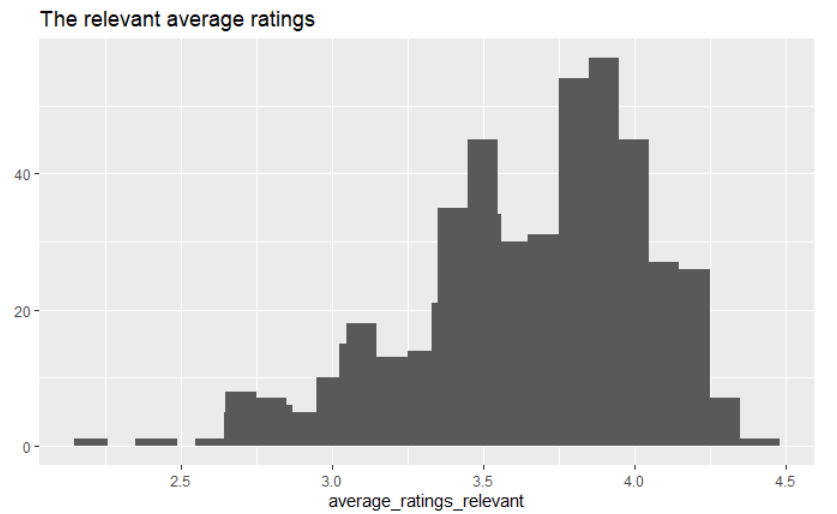 The relevant average ratings
40
20
0
2.5 3.0 3.5 4.0 4.5
average_ratings_relevant